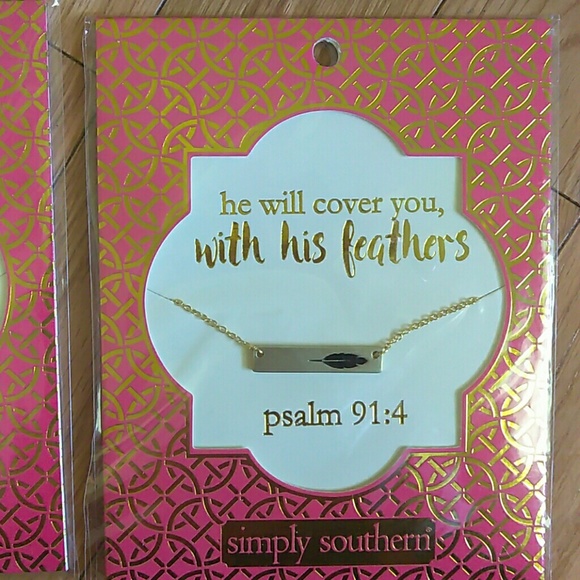 he will cover you,
with his feathers
psalm 91:4
simply southern®